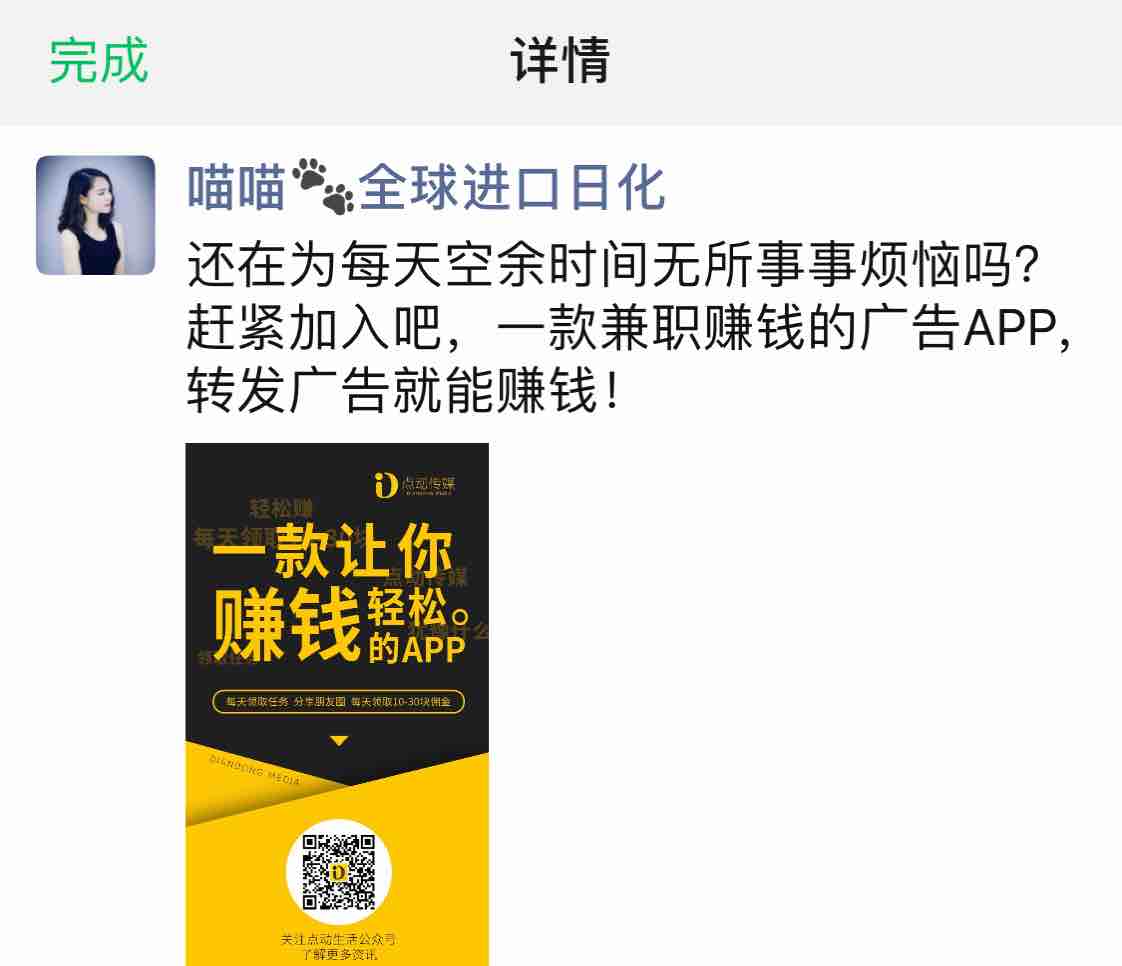 完成
详情
喵喵🐾全球进口日化
还在为每天空余时间无所事事烦恼吗?
赶紧加入吧，一款兼职赚钱的广告APP，
转发广告就能赚钱！
点动传媒
轻松赚
每天领取
一款让你
点动传媒
赚钱轻松。
的APP
每天领取任务 分享朋友圈 每天领取10-30块佣金
DIANDONG MEDIA
关注点动生活公众号
了解更多资讯